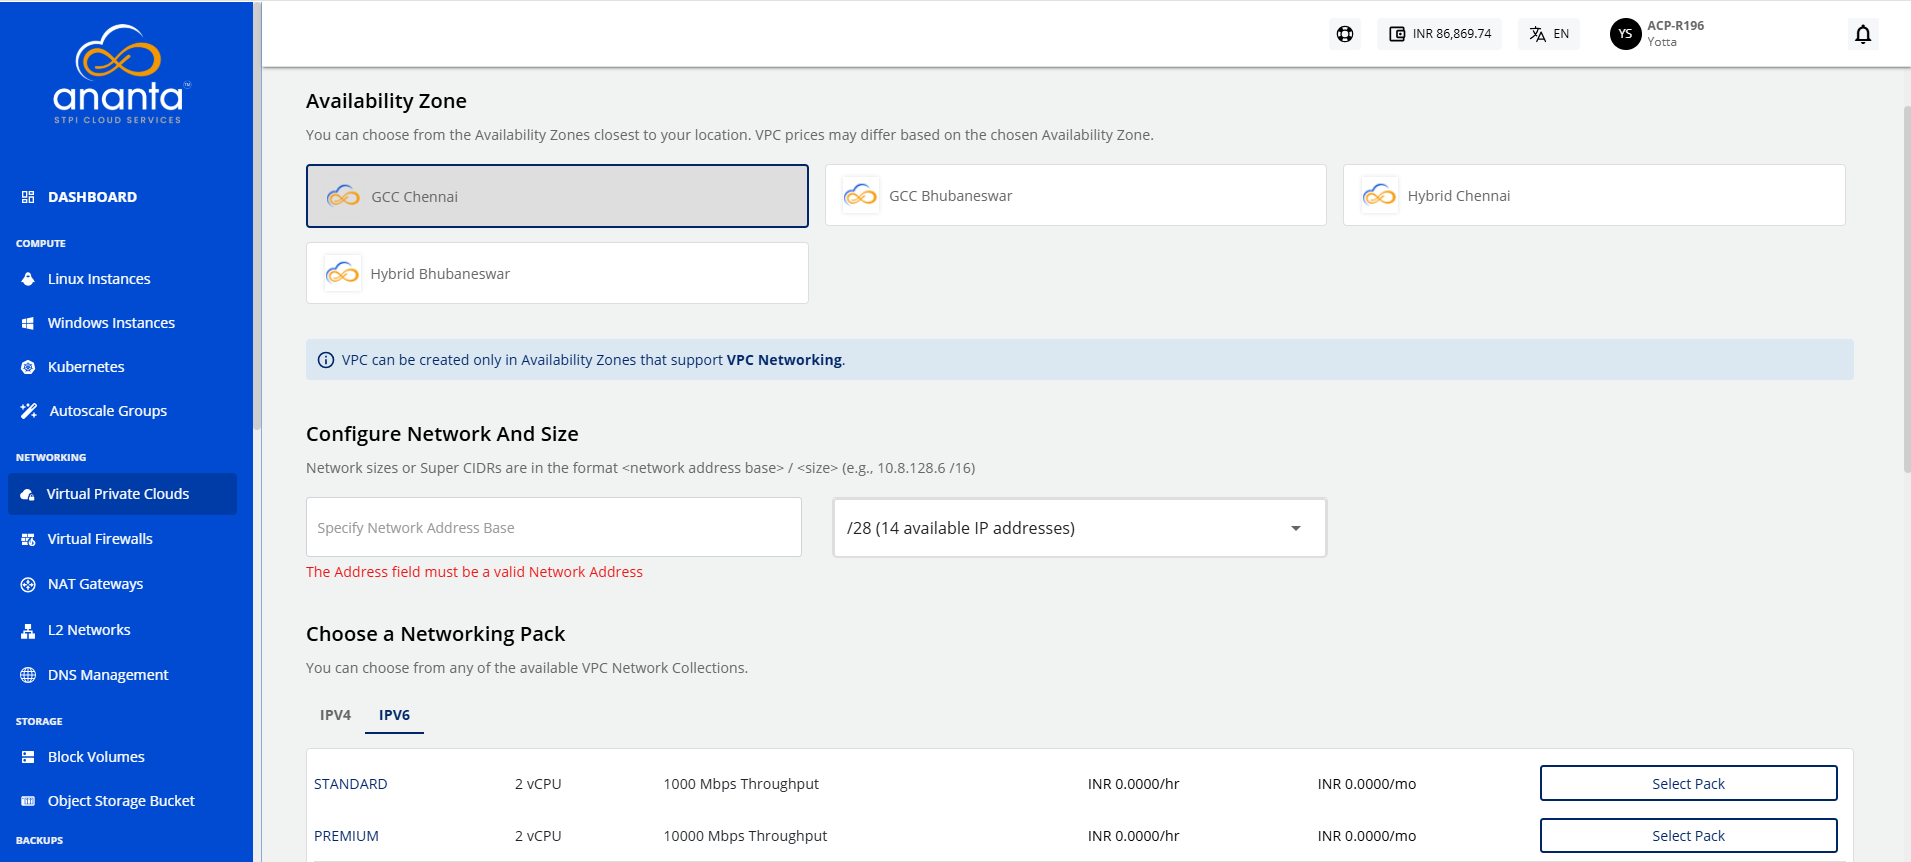 ananta™
STPI CLOUD SERVICES
DASHBOARD
COMPUTE
Linux Instances
Windows Instances
Kubernetes
Autoscale Groups
NETWORKING
Virtual Private Clouds
Virtual Firewalls
NAT Gateways
L2 Networks
DNS Management
STORAGE
Block Volumes
Object Storage Bucket
BACKUPS
INR 86,869.74
EN
YS
ACP-R196
Yotta
Availability Zone
You can choose from the Availability Zones closest to your location. VPC prices may differ based on the chosen Availability Zone.
GCC Chennai
GCC Bhubaneswar
Hybrid Chennai
Hybrid Bhubaneswar
VPC can be created only in Availability Zones that support VPC Networking.
Configure Network And Size
Network sizes or Super CIDRs are in the format <network address base> / <size> (e.g., 10.8.128.6 /16)
Specify Network Address Base
/28 (14 available IP addresses)
The Address field must be a valid Network Address
Choose a Networking Pack
You can choose from any of the available VPC Network Collections.
IPV4 IPV6
STANDARD 2 vCPU 1000 Mbps Throughput INR 0.0000/hr INR 0.0000/mo Select Pack
PREMIUM 2 vCPU 10000 Mbps Throughput INR 0.0000/hr INR 0.0000/mo Select Pack